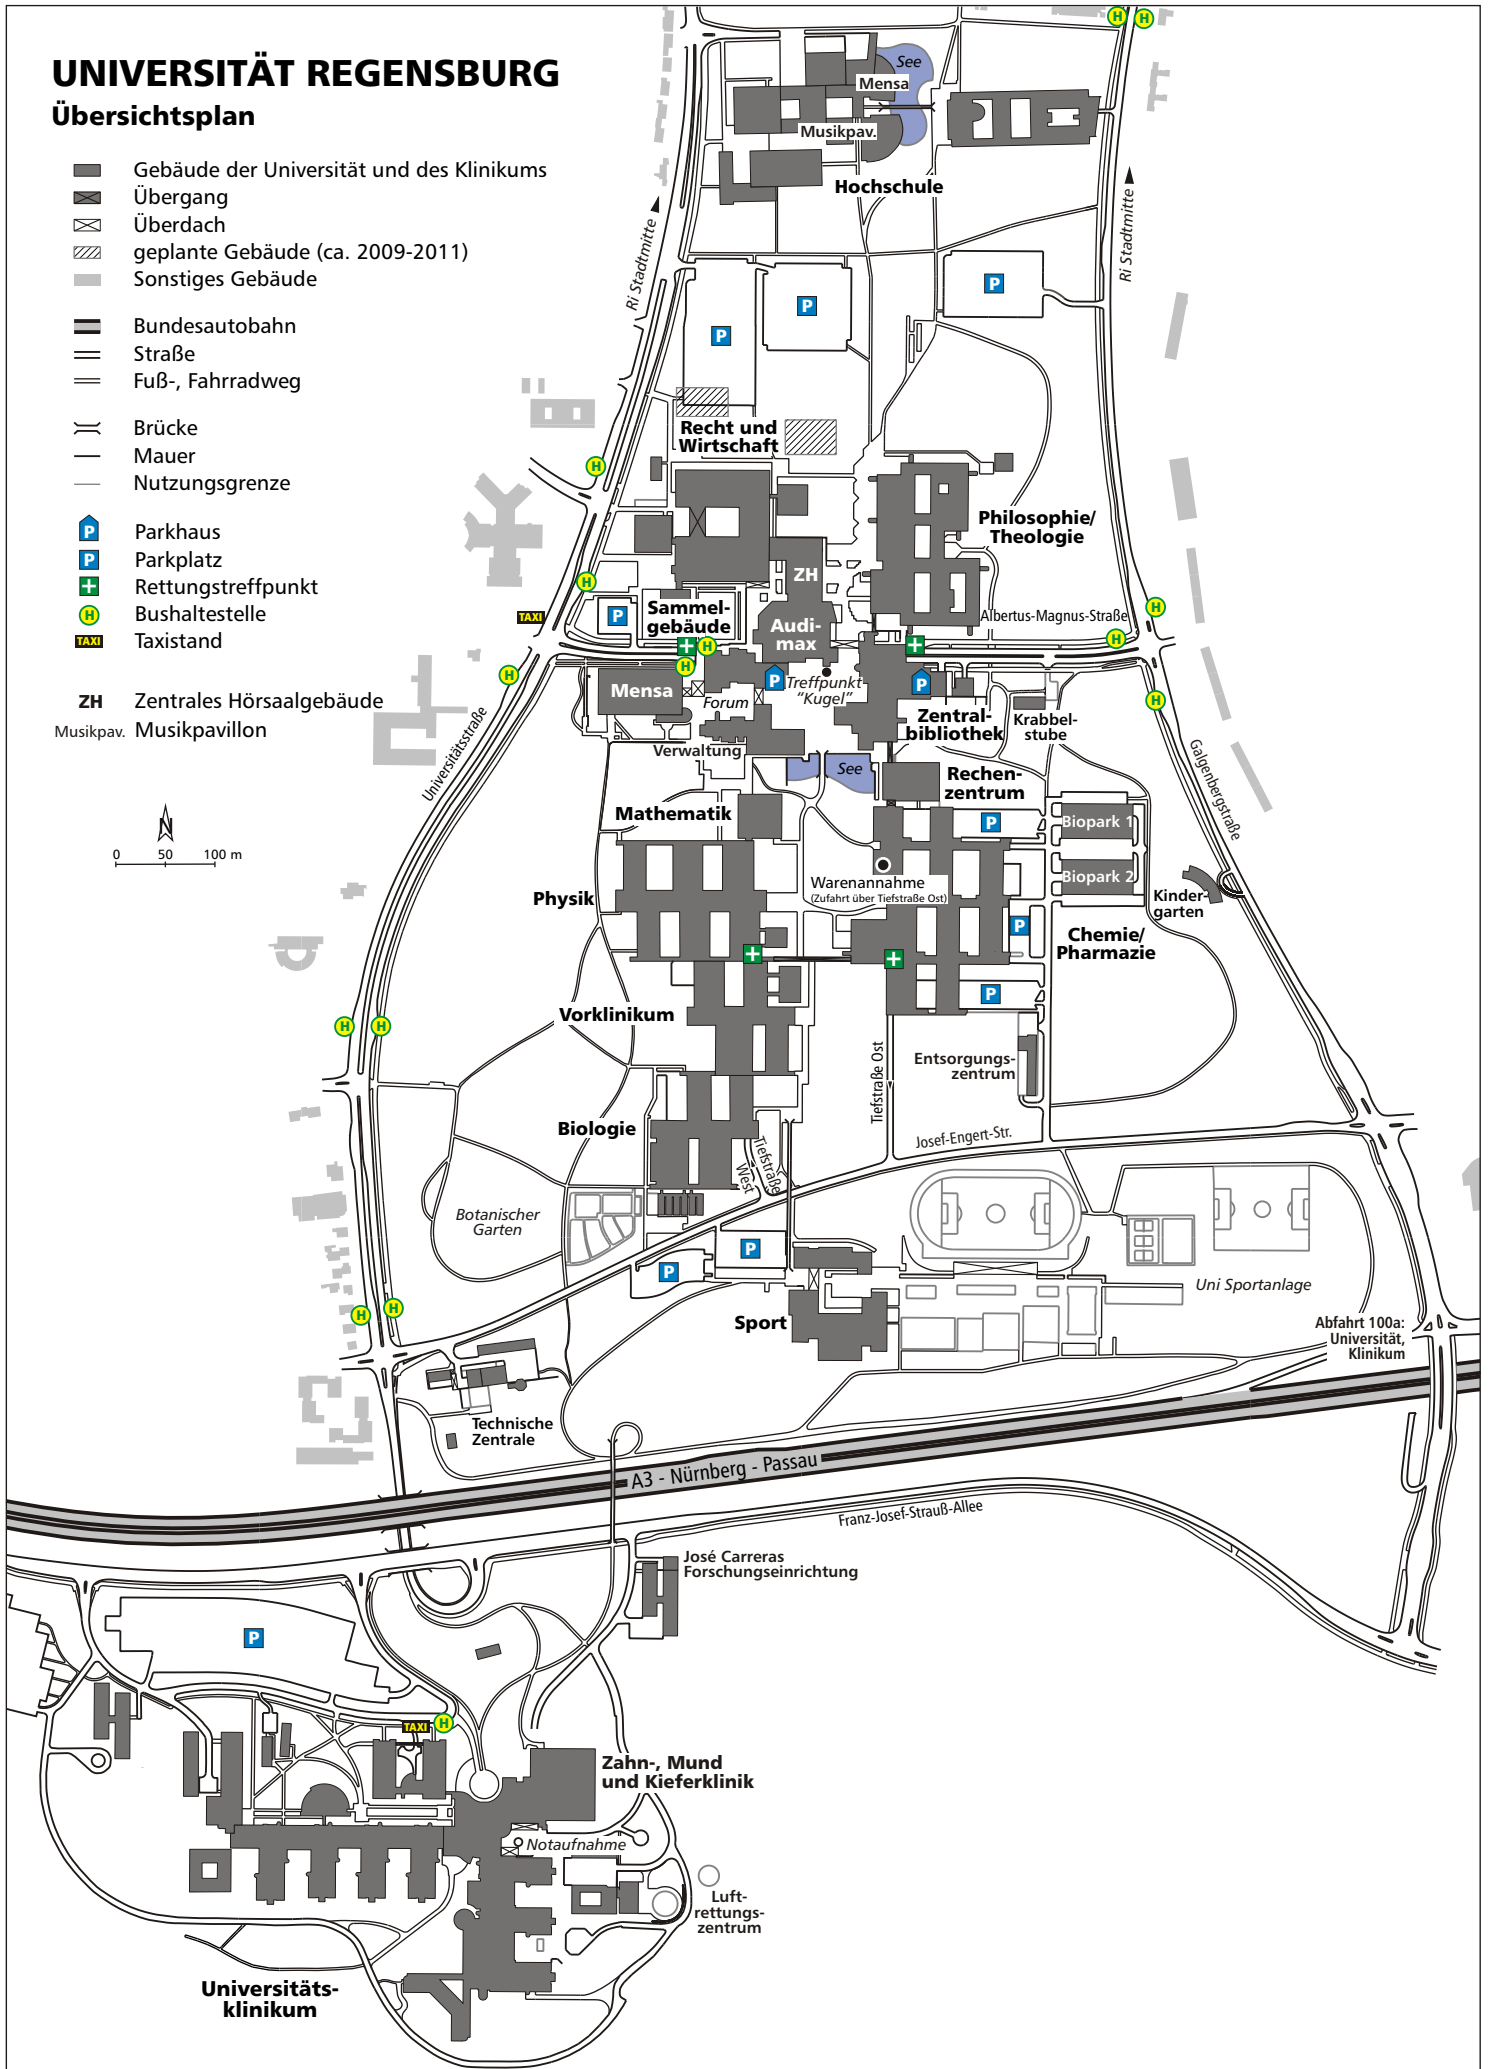 UNIVERSITÄT REGENSBURG
Übersichtsplan
Gebäude der Universität und des Klinikums
Übergang
Überdach
geplante Gebäude (ca. 2009-2011)
Sonstiges Gebäude
Bundesautobahn
Straße
Fuß-, Fahrradweg
Brücke
Mauer
Nutzungsgrenze
P Parkhaus
P Parkplatz
Rettungstreffpunkt
H Bushaltestelle
TAXI Taxistand
ZH Zentrales Hörsaalgebäude
Musikpav. Musikpavillon
N
0 50 100 m
H
H
See
Mensa
Musikpav.
Hochschule
Ri Stadtmitte
Ri Stadtmitte
P
P
P
Recht und
Wirtschaft
H
Philosophie/
Theologie
ZH
H
TAXI
P
Sammel-
gebäude
H
H
Audi-
max
Albertus-Magnus-Straße
H
H
H
H
Mensa
Forum
P
Treffpunkt
"Kugel"
P
Zentral-
bibliothek
Krabbel-
stube
Verwaltung
Universitätsstraße
Galgenbergstraße
See
Rechen-
zentrum
Mathematik
P
Biopark 1
Biopark 2
Warenannahme
(Zufahrt über Tiefstraße Ost)
Physik
Kinder-
garten
P
Chemie/
Pharmazie
P
Vorklinikum
H
H
Entsorgungs-
zentrum
Tiefstraße Ost
Biologie
Josef-Engert-Str.
Tiefstraße
West
Botanischer
Garten
P
P
Uni Sportanlage
H
H
Sport
Abfahrt 100a:
Universität,
Klinikum
Technische
Zentrale
A3 - Nürnberg - Passau
Franz-Josef-Strauß-Allee
José Carreras
Forschungseinrichtung
P
TAXI
H
Zahn-, Mund
und Kieferklinik
Notaufnahme
Luft-
rettungs-
zentrum
Universitäts-
klinikum